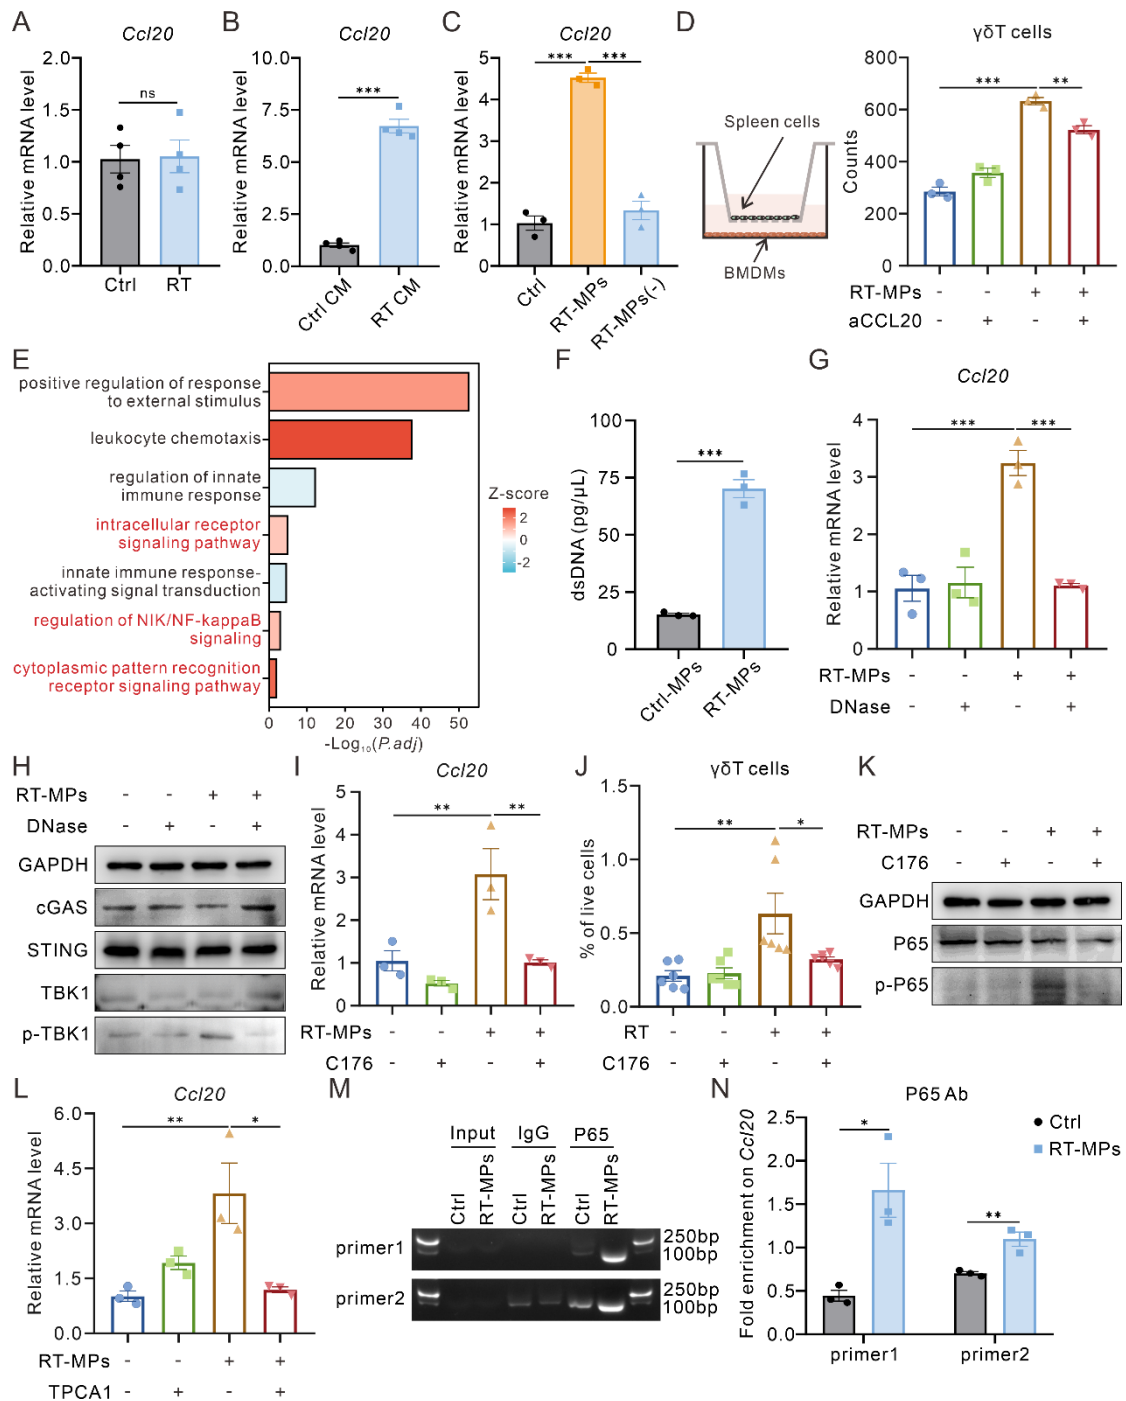 A
Ccl20
Relative mRNA level
2.0
1.5
1.0
0.5
0.0
ns
Ctrl
RT
B
Ccl20
Relative mRNA level
10.0
7.5
5.0
2.5
0.0
***
Ctrl CM
RT CM
C
Ccl20
Relative mRNA level
5
4
3
2
1
0
*** ***
Ctrl
RT-MPs
RT-MPs(-)
D
Spleen cells
BMDMs
γδT cells
Counts
800
600
400
200
0
*** **
RT-MPs - - + +
aCCL20 - + - +
E
positive regulation of response
to external stimulus
leukocyte chemotaxis
regulation of innate
immune response
intracellular receptor
signaling pathway
innate immune response-
activating signal transduction
regulation of NIK/NF-kappaB
signaling
cytoplasmic pattern recognition
receptor signaling pathway
0 10 20 30 40 50
-Log₁₀(P.adj)
Z-score
2
0
-2
F
dsDNA (pg/μL)
100
75
50
25
0
***
Ctrl-MPs
RT-MPs
G
Ccl20
Relative mRNA level
4
3
2
1
0
*** ***
RT-MPs - - + +
DNase - + - +
H
RT-MPs - - + +
DNase - + - +
GAPDH
cGAS
STING
TBK1
p-TBK1
I
Ccl20
Relative mRNA level
5
4
3
2
1
0
** **
RT-MPs - - + +
C176 - + - +
J
γδT cells
% of live cells
1.5
1.0
0.5
0.0
** *
RT - - + +
C176 - + - +
K
RT-MPs - - + +
C176 - + - +
GAPDH
P65
p-P65
L
Ccl20
Relative mRNA level
6.0
4.5
3.0
1.5
0.0
** *
RT-MPs - - + +
TPCA1 - + - +
M
Input IgG P65
Ctrl
RT-MPs
Ctrl
RT-MPs
Ctrl
RT-MPs
primer1
250bp
100bp
primer2
250bp
100bp
N
P65 Ab
Fold enrichment on Ccl20
2.5
2.0
1.5
1.0
0.5
0.0
*
**
Ctrl
RT-MPs
primer1
primer2